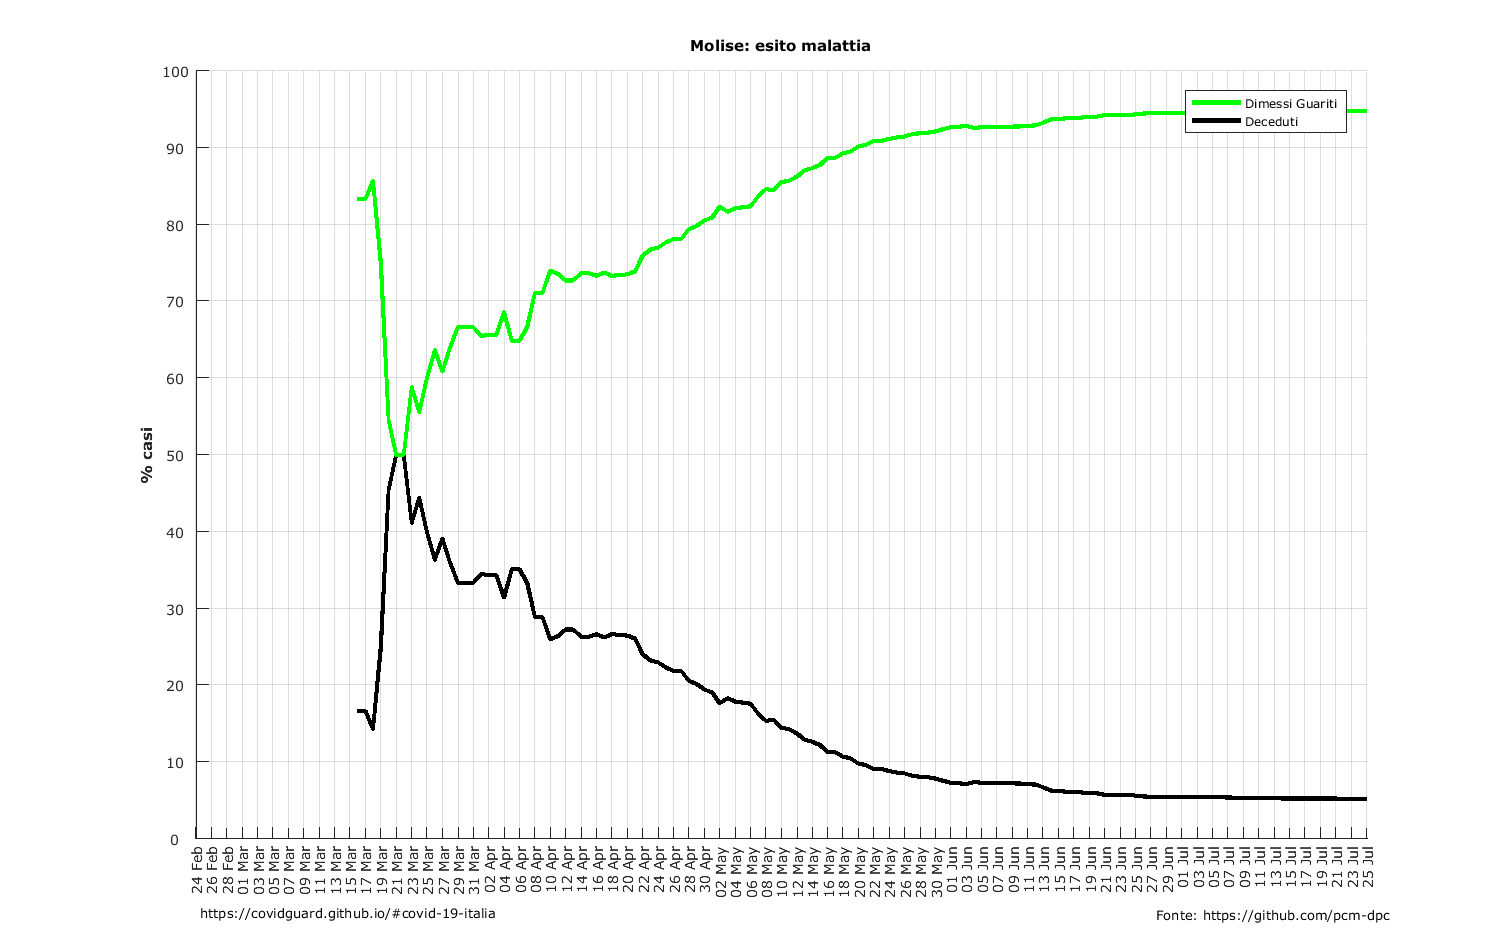 Molise: esito malattia
% casi
100
90
80
70
60
50
40
30
20
10
0
Dimessi Guariti
Deceduti
24 Feb
26 Feb
28 Feb
01 Mar
03 Mar
05 Mar
07 Mar
09 Mar
11 Mar
13 Mar
15 Mar
17 Mar
19 Mar
21 Mar
23 Mar
25 Mar
27 Mar
29 Mar
31 Mar
02 Apr
04 Apr
06 Apr
08 Apr
10 Apr
12 Apr
14 Apr
16 Apr
18 Apr
20 Apr
22 Apr
24 Apr
26 Apr
28 Apr
30 Apr
02 May
04 May
06 May
08 May
10 May
12 May
14 May
16 May
18 May
20 May
22 May
24 May
26 May
28 May
30 May
01 Jun
03 Jun
05 Jun
07 Jun
09 Jun
11 Jun
13 Jun
15 Jun
17 Jun
19 Jun
21 Jun
23 Jun
25 Jun
27 Jun
29 Jun
01 Jul
03 Jul
05 Jul
07 Jul
09 Jul
11 Jul
13 Jul
15 Jul
17 Jul
19 Jul
21 Jul
23 Jul
25 Jul
https://covidguard.github.io/#covid-19-italia
Fonte: https://github.com/pcm-dpc